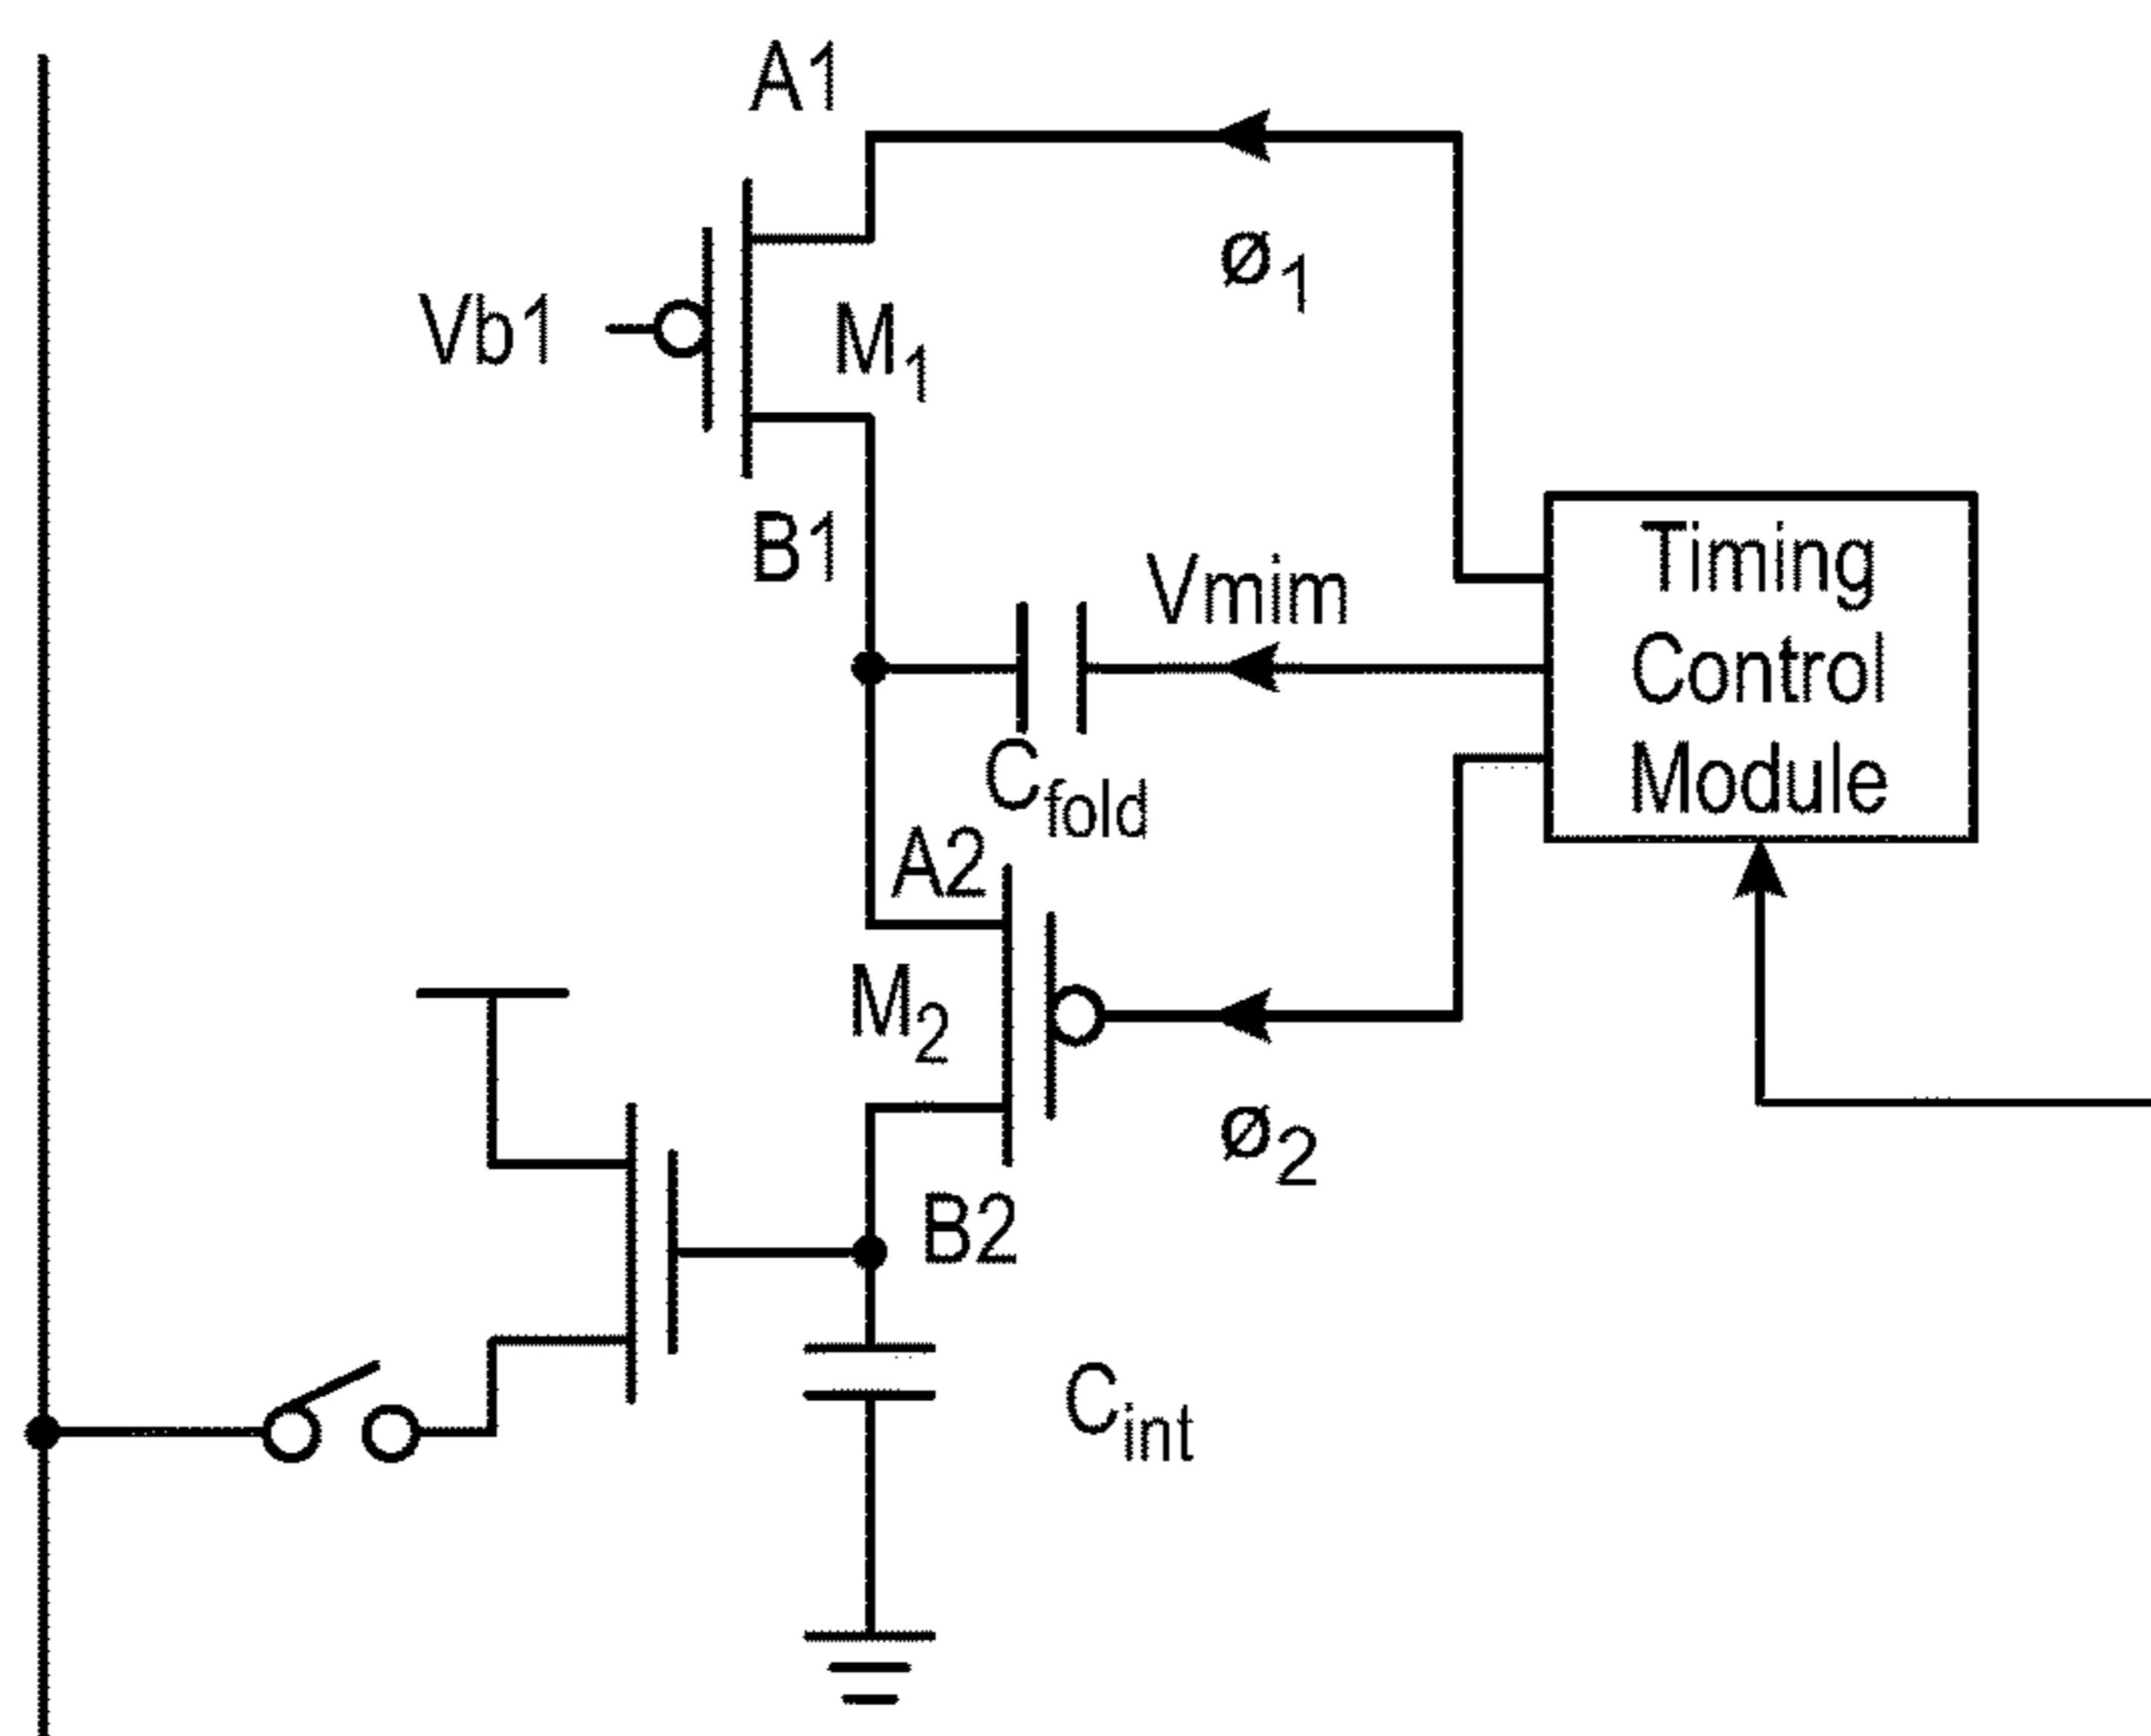 A1
ø1
Vb1
M1
B1
Vmim
Timing
Control
Module
Cfold
A2
M2
ø2
B2
Cint